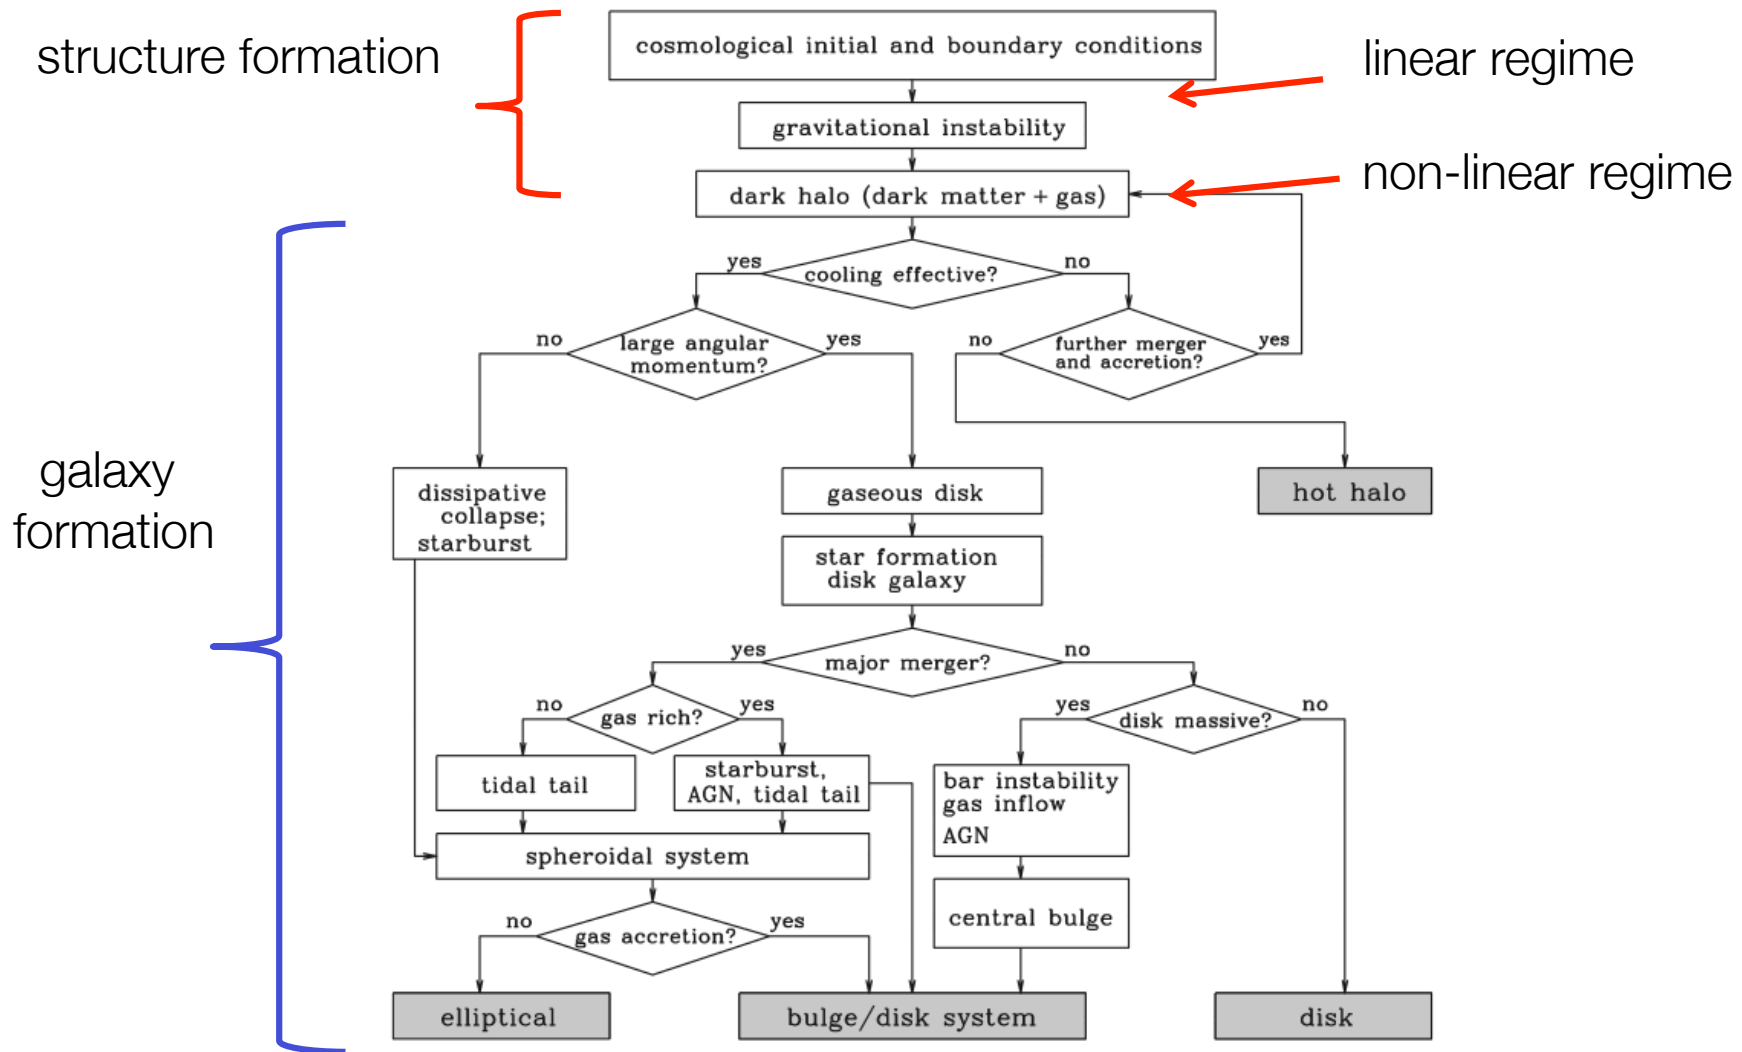 structure formation
cosmological initial and boundary conditions
linear regime
gravitational instability
non-linear regime
dark halo (dark matter + gas)
yes
cooling effective?
no
no
large angular
momentum?
yes
no
further merger
and accretion?
yes
galaxy
formation
dissipative
collapse;
starburst
gaseous disk
hot halo
star formation
disk galaxy
yes
major merger?
no
no
gas rich?
yes
yes
disk massive?
no
tidal tail
starburst,
AGN, tidal tail
bar instability
gas inflow
AGN
spheroidal system
central bulge
no
gas accretion?
yes
elliptical
bulge/disk system
disk